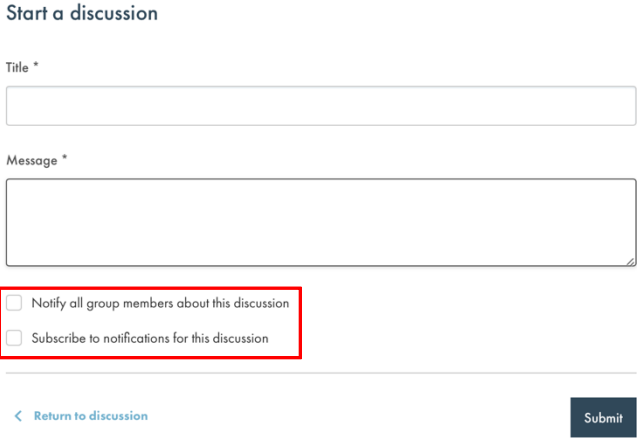 Start a discussion
Title *
Message *
Notify all group members about this discussion
Subscribe to notifications for this discussion
Return to discussion
Submit